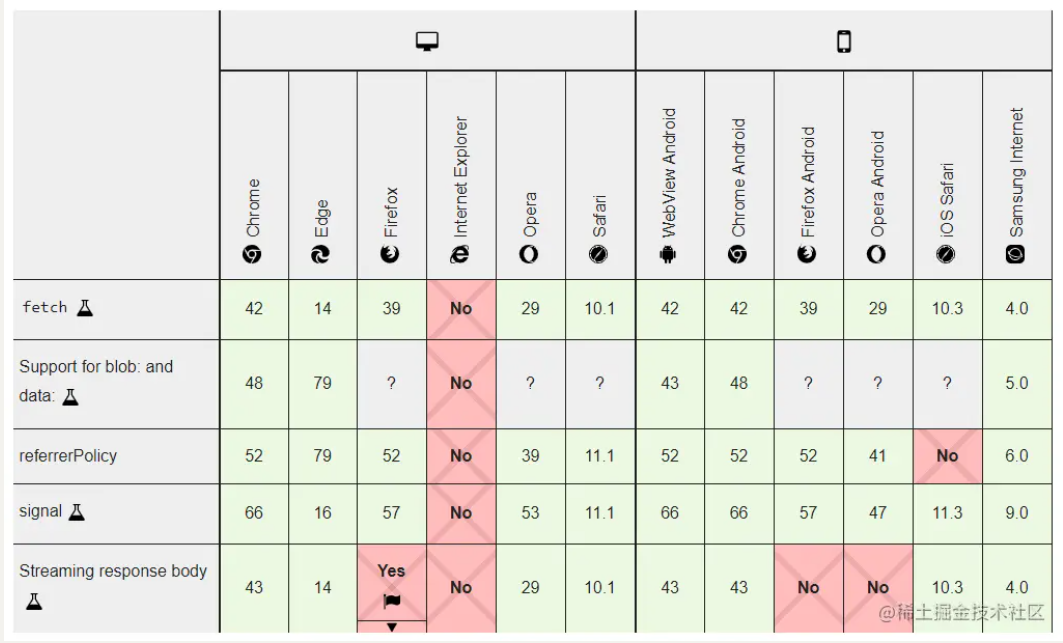 Chrome
Edge
Firefox
Internet Explorer
Opera
Safari
WebView Android
Chrome Android
Firefox Android
Opera Android
iOS Safari
Samsung Internet
fetch 42 14 39 No 29 10.1 42 42 39 29 10.3 4.0
Support for blob: and
data: 48 79 ? No ? ? 43 48 ? ? ? 5.0
referrerPolicy 52 79 52 No 39 11.1 52 52 52 41 No 6.0
signal 66 16 57 No 53 11.1 66 66 57 47 11.3 9.0
Streaming response body 43 14 Yes No 29 10.1 43 43 No No 10.3 4.0
@稀土掘金技术社区